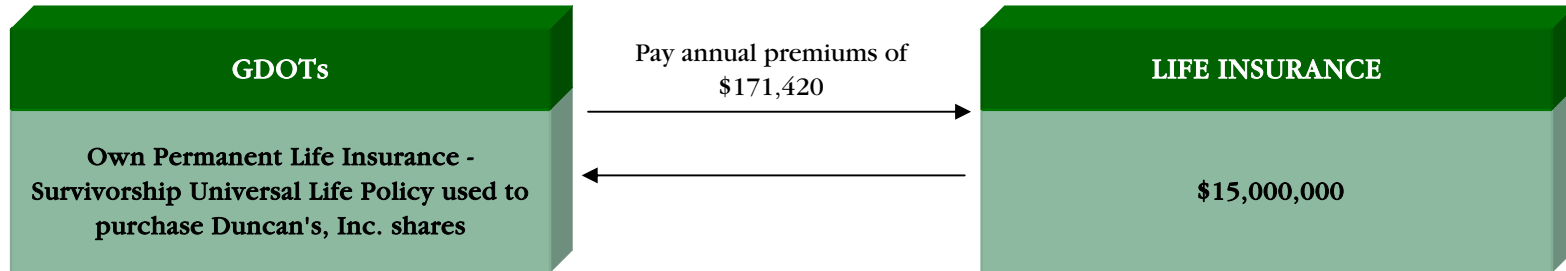 GDOTs
Pay annual premiums of
$171,420
LIFE INSURANCE
Own Permanent Life Insurance -
Survivorship Universal Life Policy used to
purchase Duncan's, Inc. shares
$15,000,000